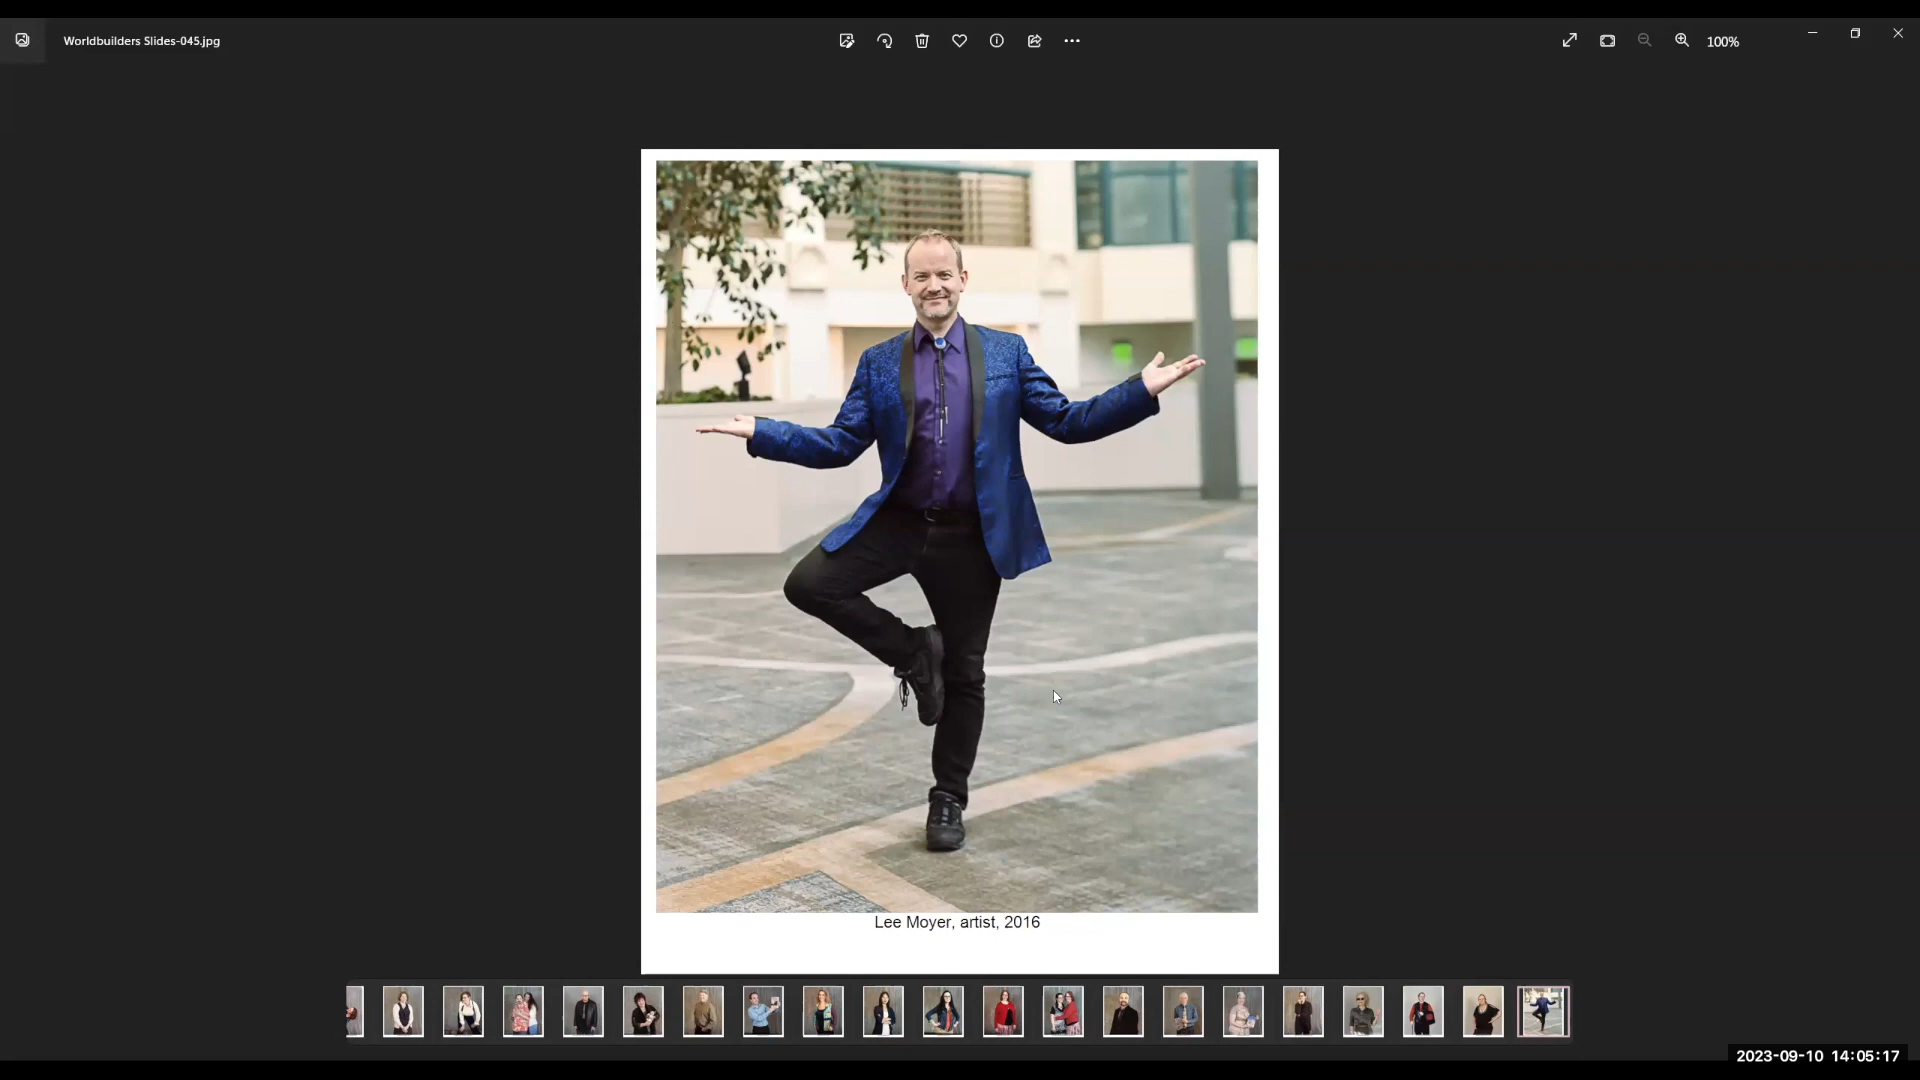 Worldbuilders Slides-045.jpg
100%
Lee Moyer, artist, 2016
2023-09-10 14:05:17